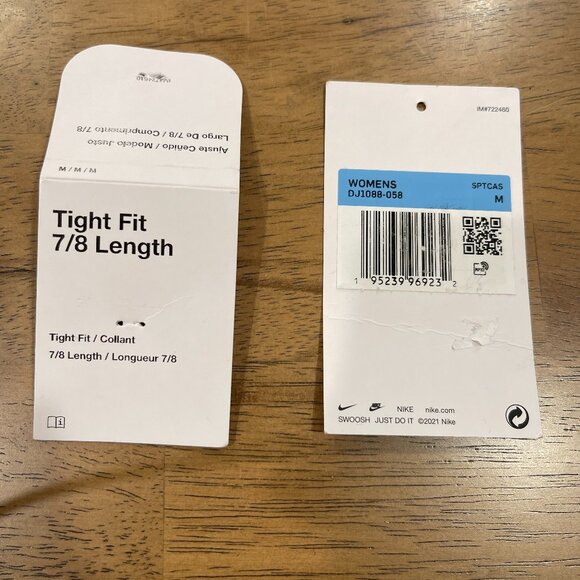 Ajuste Ceñido / Modelo Justo
Largo De 7/8 / Comprimento 7/8
M / M / M
Tight Fit
7/8 Length
Tight Fit / Collant
7/8 Length / Longueur 7/8
i
IM#722460
WOMENS
SPTCAS
DJ1088-058
M
RFID
1 95239 96923 2
NIKE nike.com
SWOOSH JUST DO IT ©2021 Nike